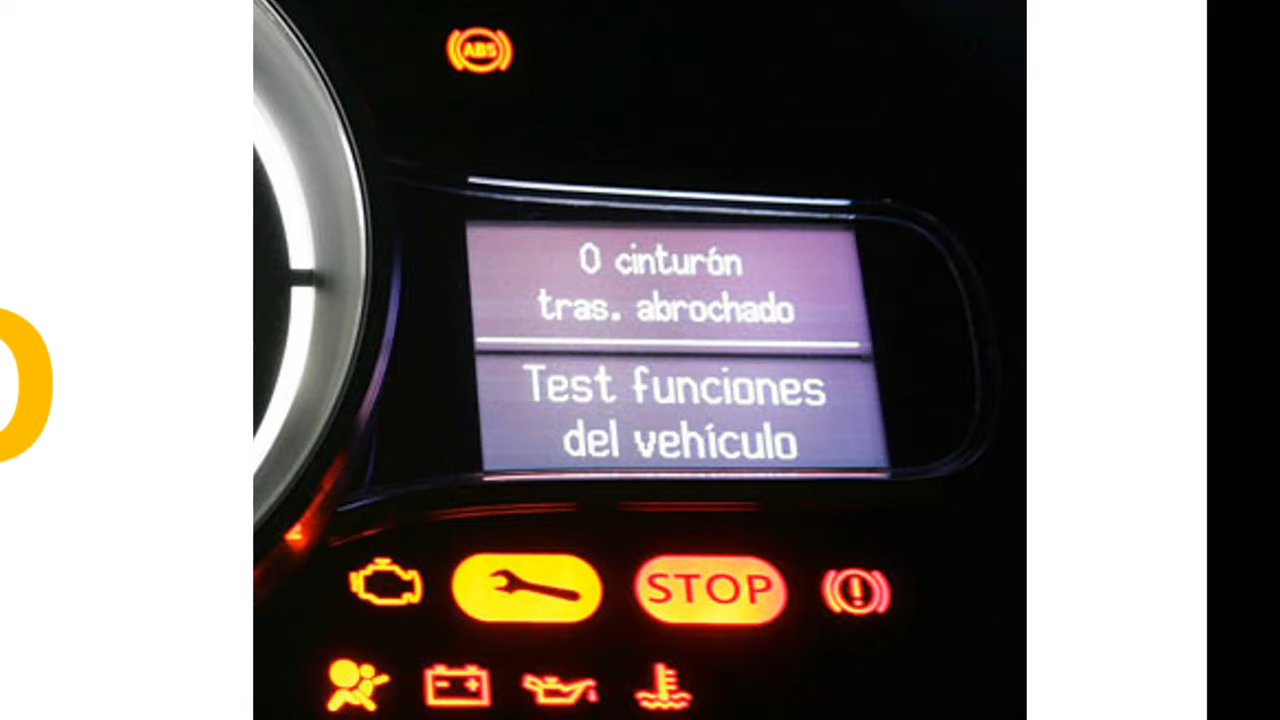 ABS
0 cinturón
tras. abrochado
Test funciones
del vehículo
STOP